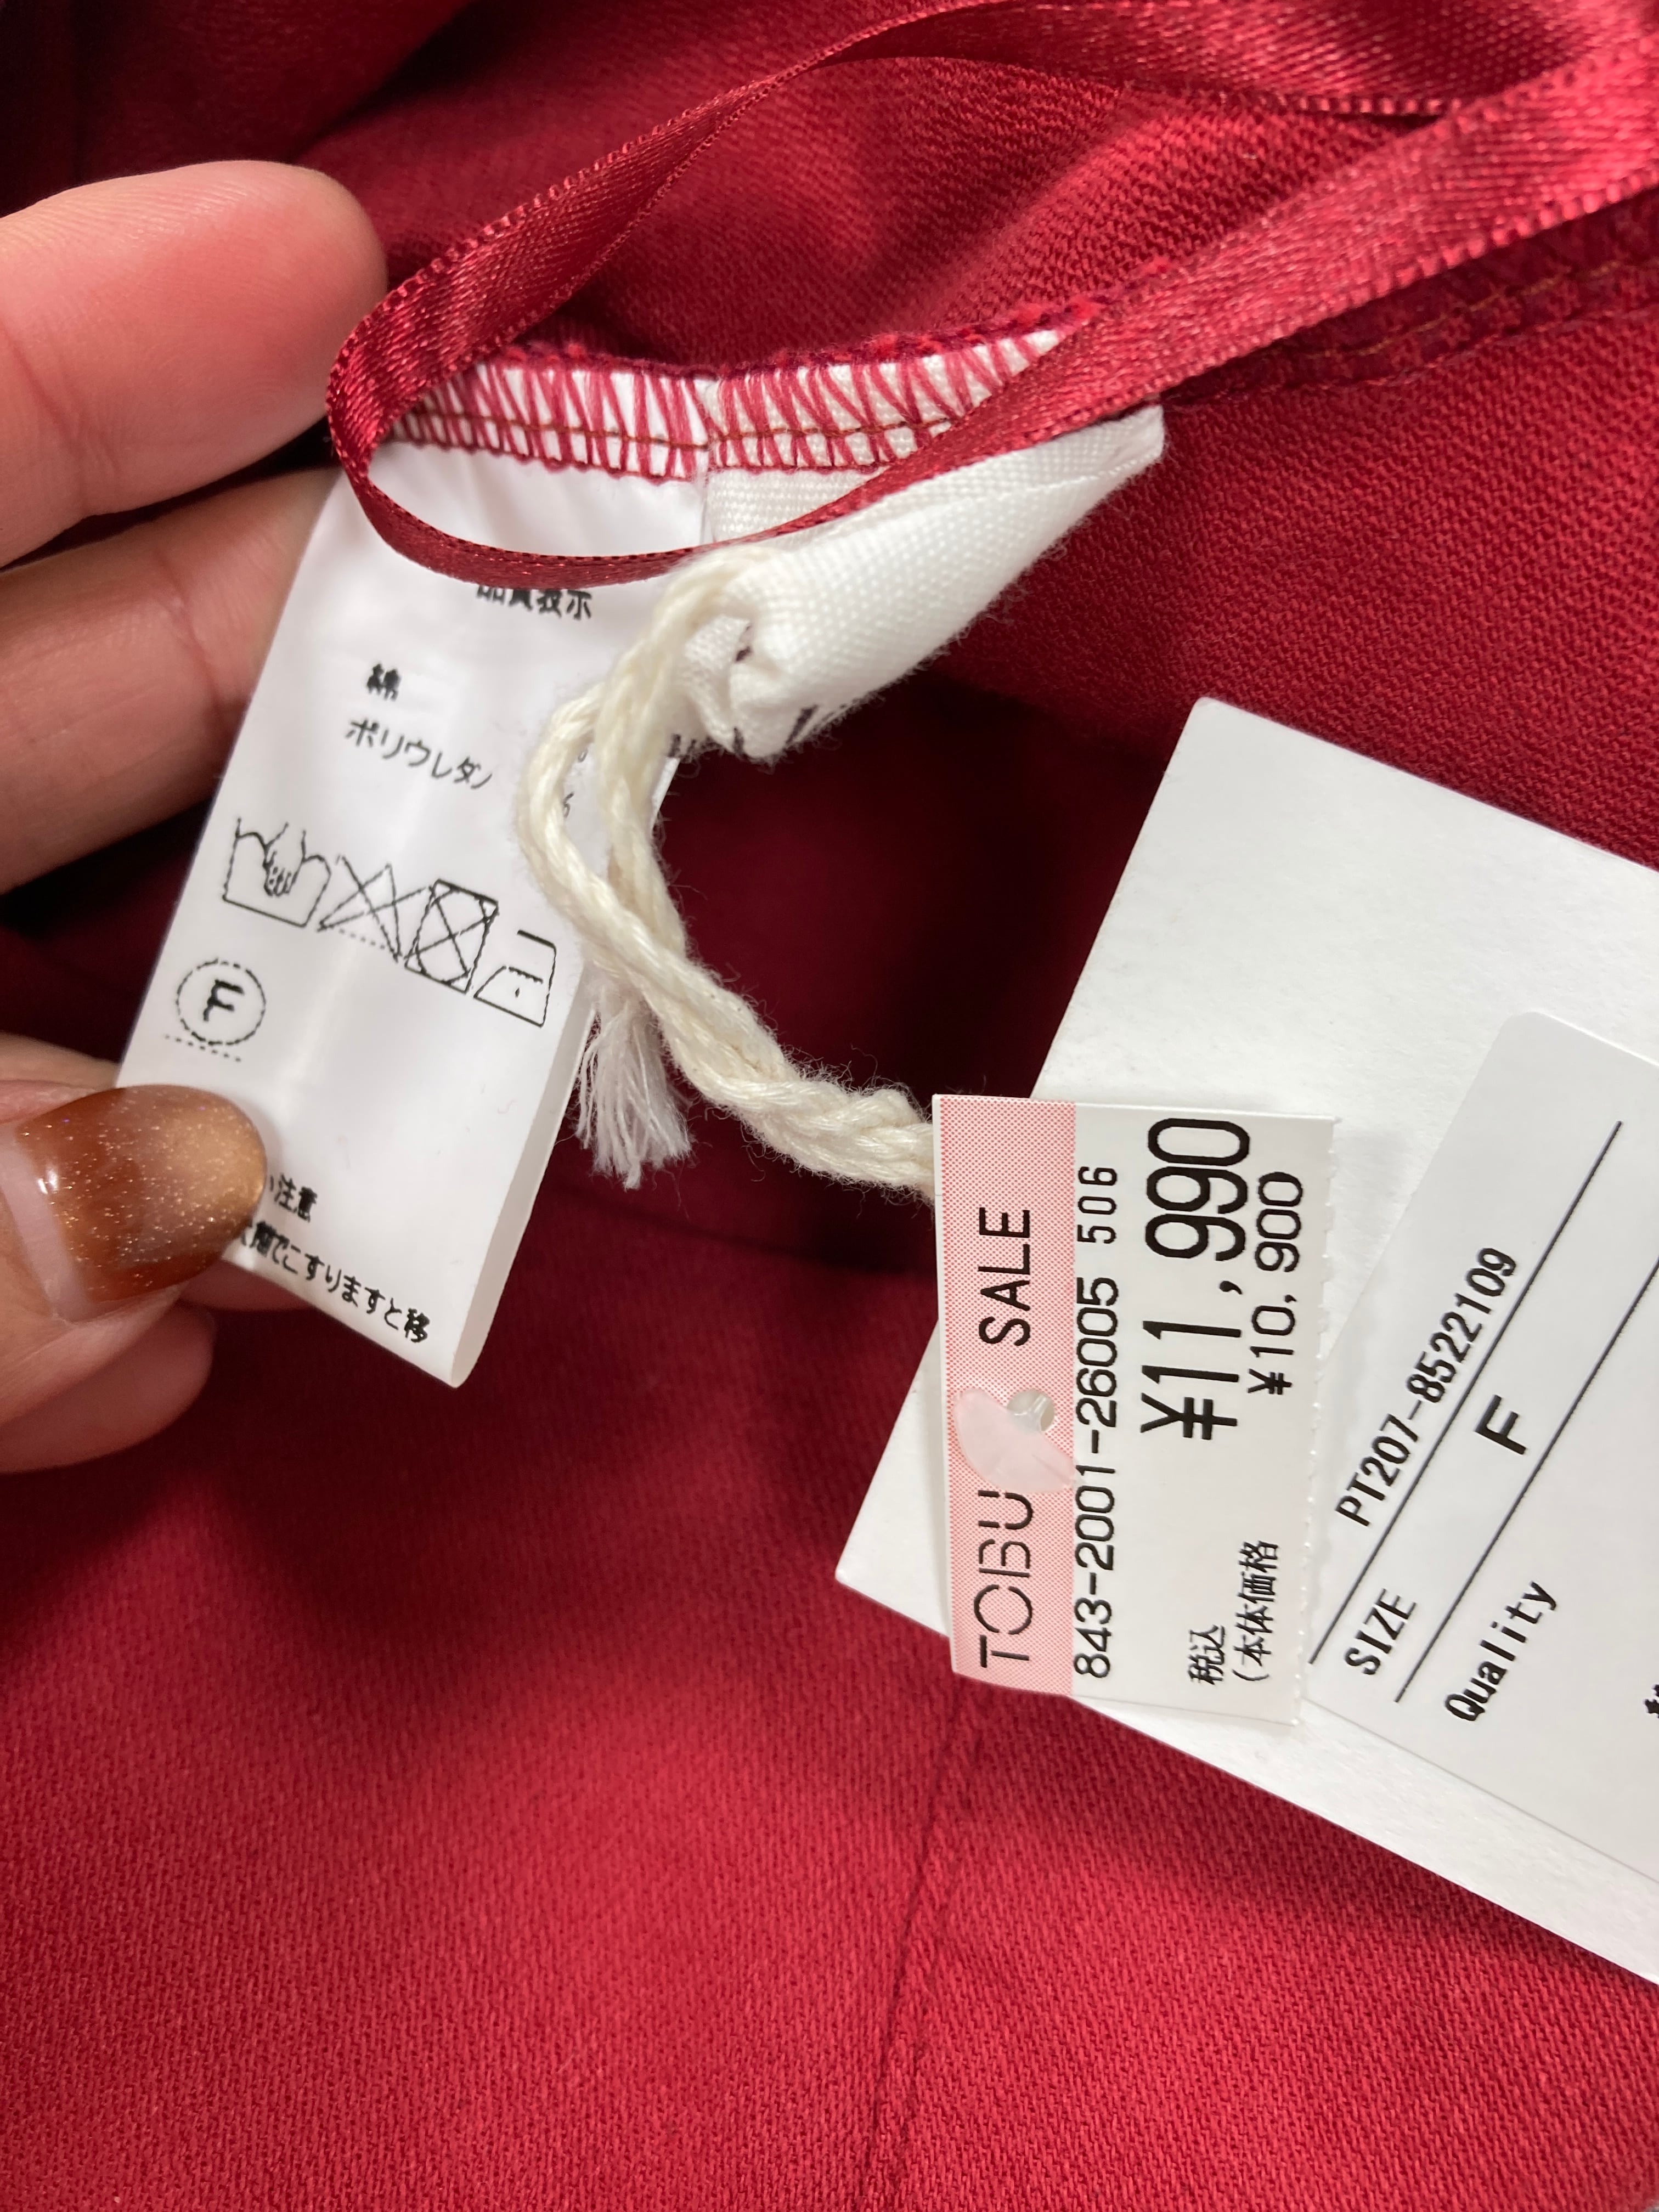 品質表示
綿
ポリウレタン
F
い注意
態でこすりますと移
TOBU SALE
843-2001-26005 506
税込 ¥11,990
(本体価格 ¥10,900
PT207-8522109
SIZE F
Quality